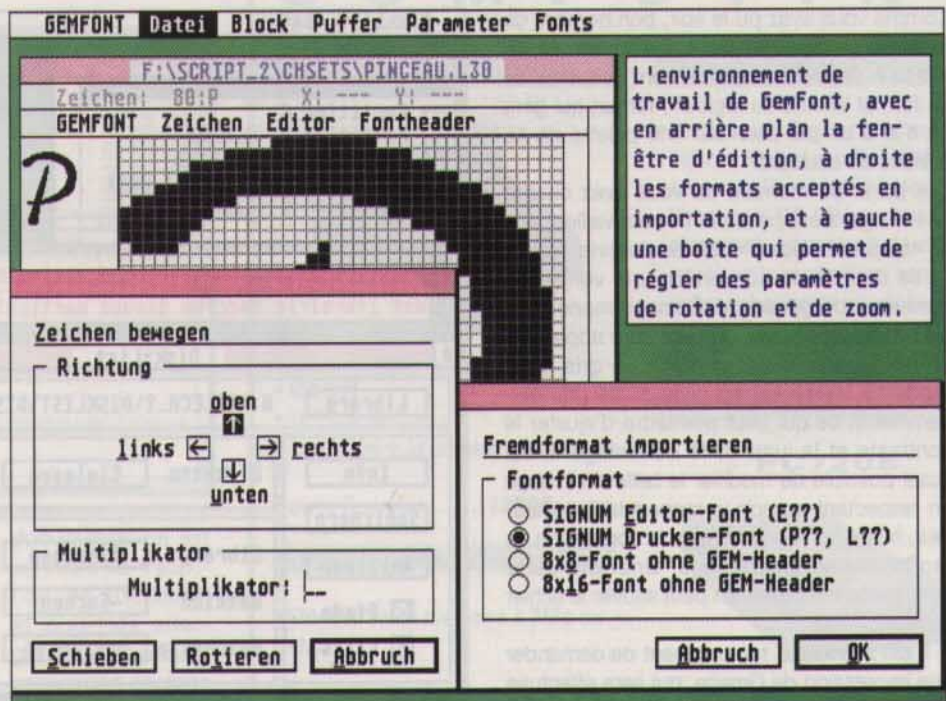 GEMFONT Datei Block Puffer Parameter Fonts
F:\SCRIPT_2\CHSETS\PINCEAU.L30
Zeichen: 80:P X: --- Y: ---
GEMFONT Zeichen Editor Fontheader
P
L'environnement de
travail de GemFont, avec
en arrière plan la fen-
être d'édition, à droite
les formats acceptés en
importation, et à gauche
une boîte qui permet de
régler des paramètres
de rotation et de zoom.
Zeichen bewegen
Richtung
oben
links rechts
unten
Multiplikator
Multiplikator: __
Schieben Rotieren Abbruch
Fremdformat importieren
Fontformat
SIGNUM Editor-Font (E??)
SIGNUM Drucker-Font (P??, L??)
8x8-Font ohne GEM-Header
8x16-Font ohne GEM-Header
Abbruch OK